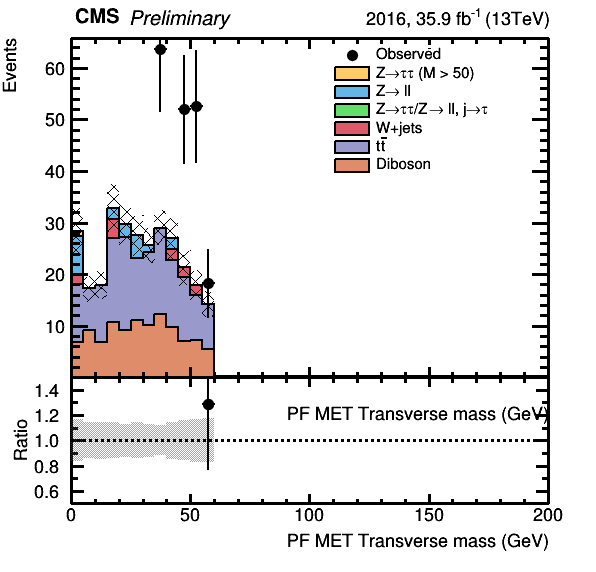 CMS Preliminary 2016, 35.9 fb⁻¹ (13TeV)
Events
60
50
40
30
20
10
Observed
Z→ττ (M > 50)
Z→ ll
Z→ττ/Z→ ll, j→τ
W+jets
tt̄
Diboson
Ratio
1.4
1.2
1.0
0.8
0.6
PF MET Transverse mass (GeV)
0 50 100 150 200
PF MET Transverse mass (GeV)